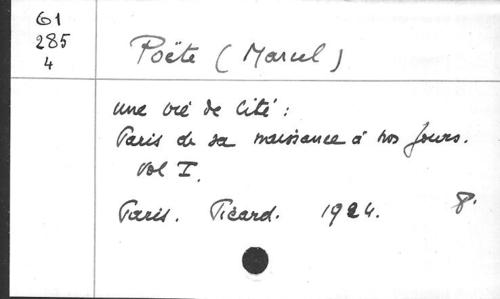 G1
285
4
Poëte (Marcel)
une vie de Cité :
Paris de sa naissance à nos jours.
Vol I.
Paris. Picard. 1924. 8.